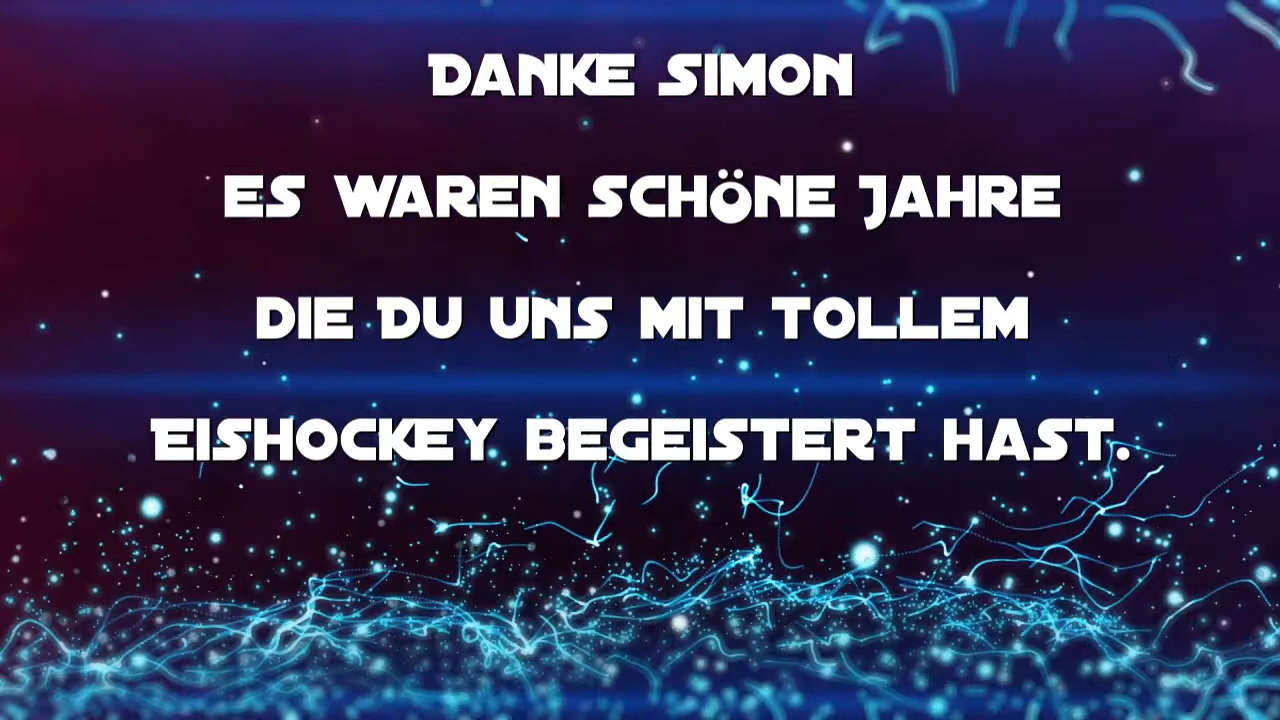 Danke Simon
es waren schöne Jahre
die Du uns mit tollem
Eishockey begeistert hast.